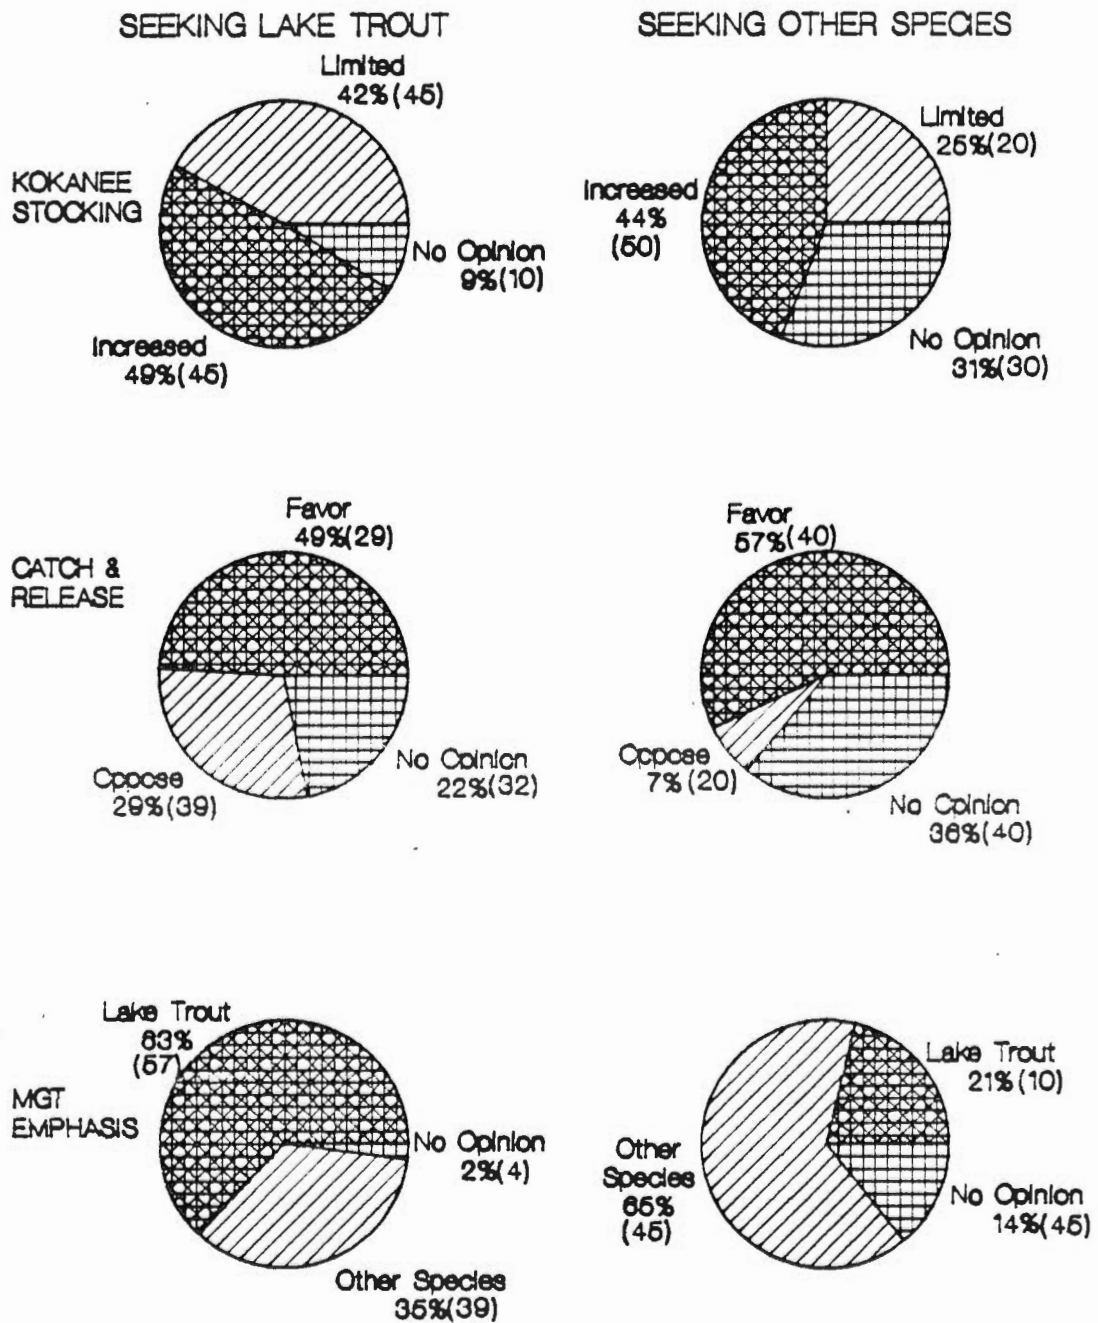 SEEKING LAKE TROUT
SEEKING OTHER SPECIES
KOKANEE
STOCKING
Limited
42%(45)
No Opinion
9%(10)
Increased
49%(45)
Limited
25%(20)
Increased
44%
(50)
No Opinion
31%(30)
CATCH &
RELEASE
Favor
49%(29)
Oppose
29%(39)
No Opinion
22%(32)
Favor
57%(40)
Oppose
7%(20)
No Opinion
36%(40)
MGT
EMPHASIS
Lake Trout
63%
(57)
No Opinion
2%(4)
Other Species
35%(39)
Lake Trout
21%(10)
Other
Species
65%
(45)
No Opinion
14%(45)